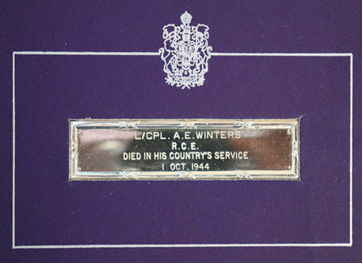 L/CPL. A.E. WINTERS
R.C.E.
DIED IN HIS COUNTRY'S SERVICE
1 OCT. 1944